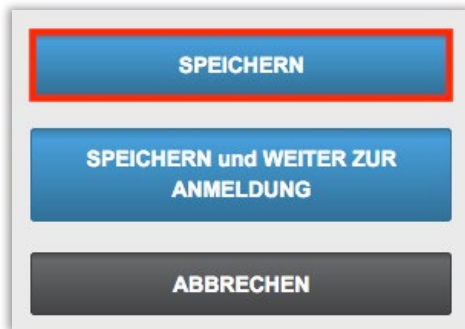 SPEICHERN
SPEICHERN und WEITER ZUR
ANMELDUNG
ABBRECHEN